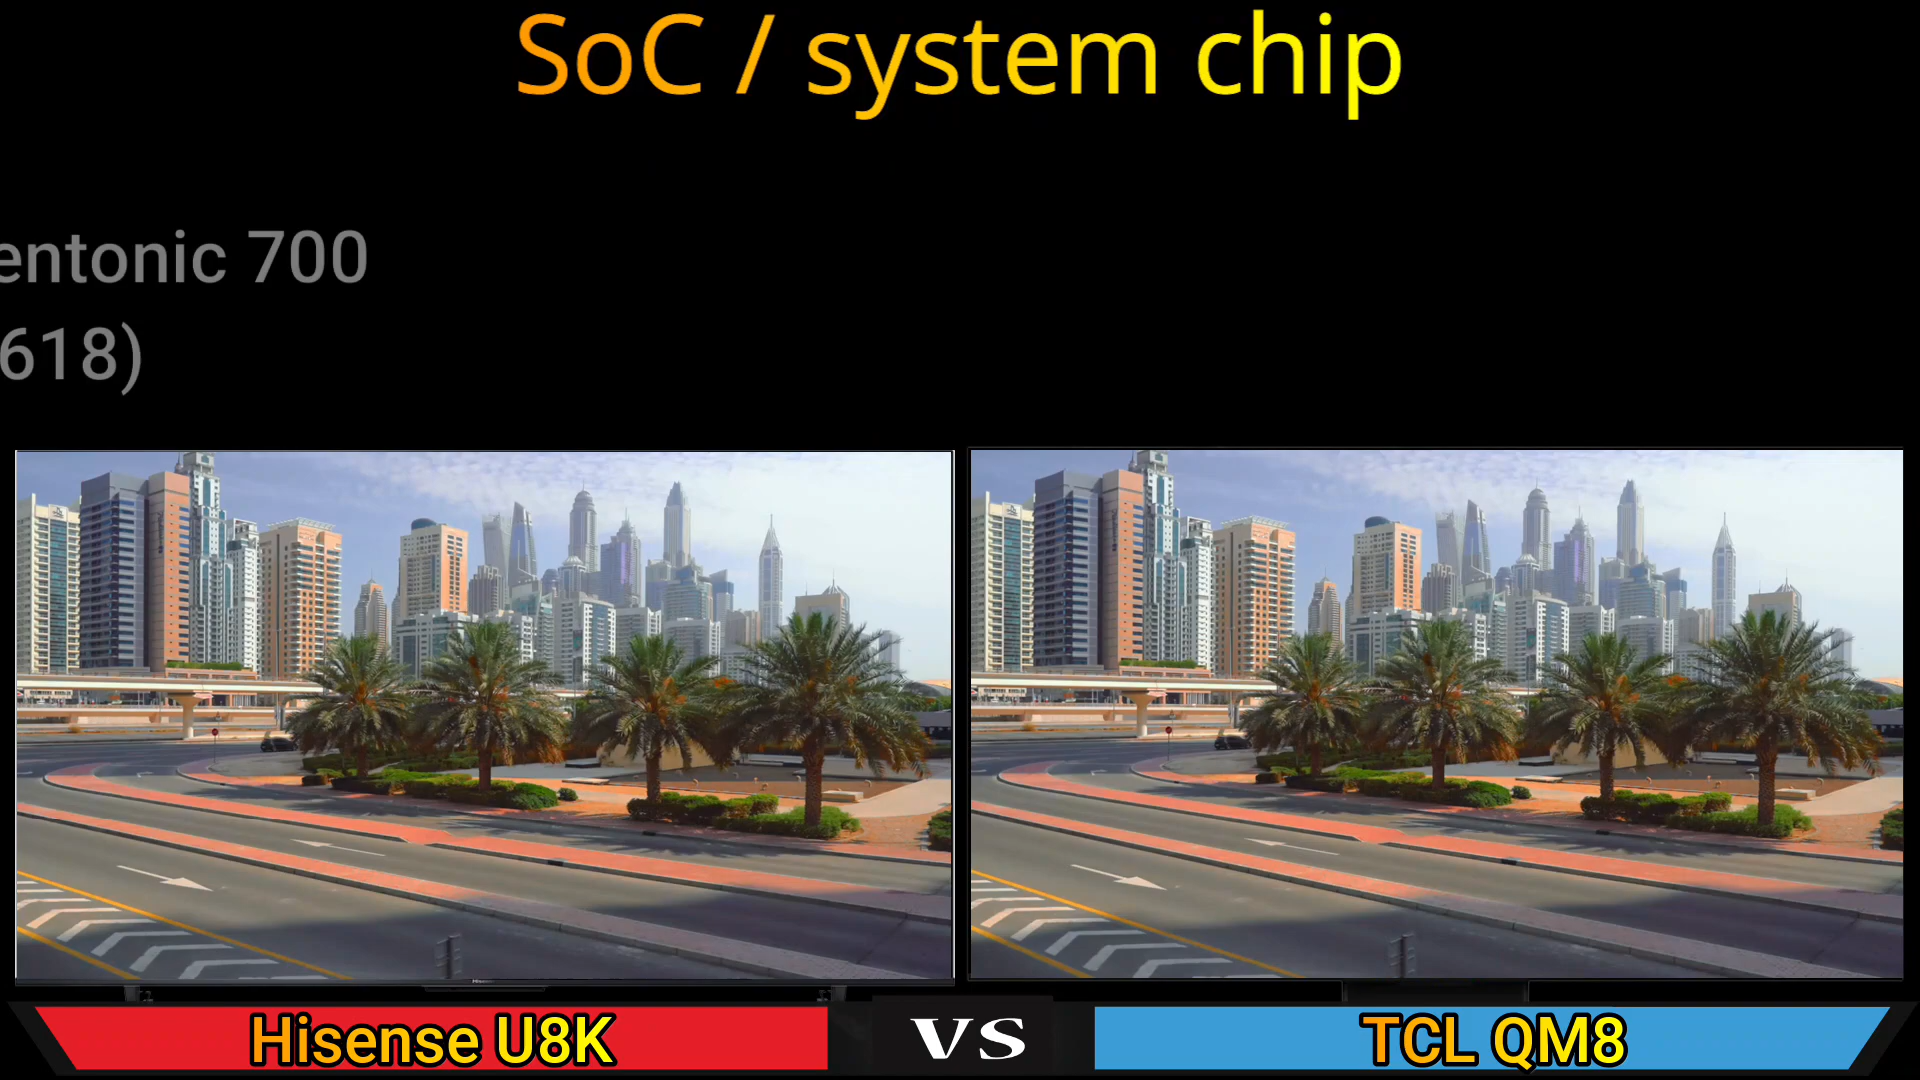 SoC / system chip
entonic 700
618)
Hisense U8K
VS
TCL QM8